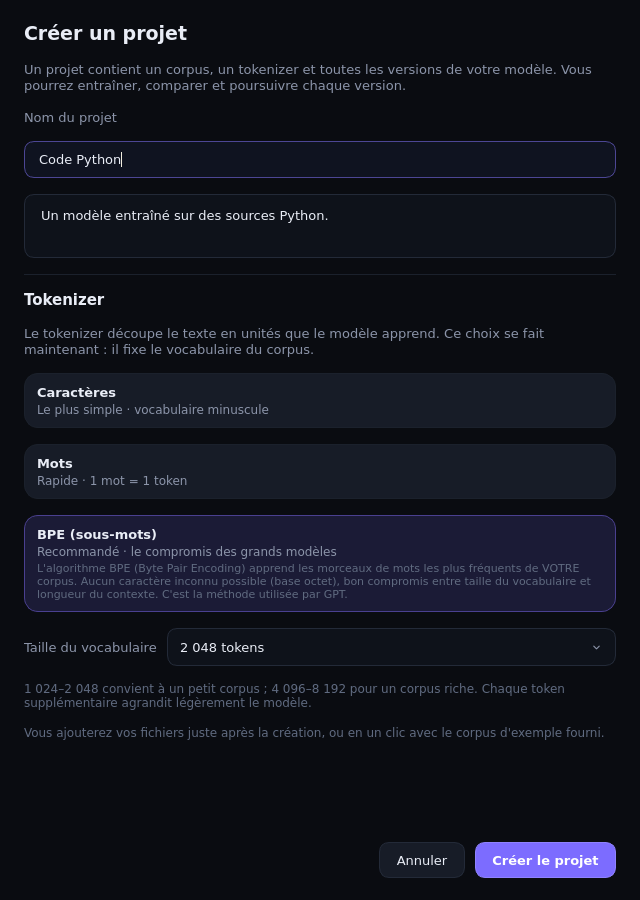 Créer un projet
Un projet contient un corpus, un tokenizer et toutes les versions de votre modèle. Vous
pourrez entraîner, comparer et poursuivre chaque version.
Nom du projet
Code Python
Un modèle entraîné sur des sources Python.
Tokenizer
Le tokenizer découpe le texte en unités que le modèle apprend. Ce choix se fait
maintenant : il fixe le vocabulaire du corpus.
Caractères
Le plus simple · vocabulaire minuscule
Mots
Rapide · 1 mot = 1 token
BPE (sous-mots)
Recommandé · le compromis des grands modèles
L'algorithme BPE (Byte Pair Encoding) apprend les morceaux de mots les plus fréquents de VOTRE
corpus. Aucun caractère inconnu possible (base octet), bon compromis entre taille du vocabulaire et
longueur du contexte. C'est la méthode utilisée par GPT.
Taille du vocabulaire
2 048 tokens
1 024–2 048 convient à un petit corpus ; 4 096–8 192 pour un corpus riche. Chaque token
supplémentaire agrandit légèrement le modèle.
Vous ajouterez vos fichiers juste après la création, ou en un clic avec le corpus d'exemple fourni.
Annuler
Créer le projet